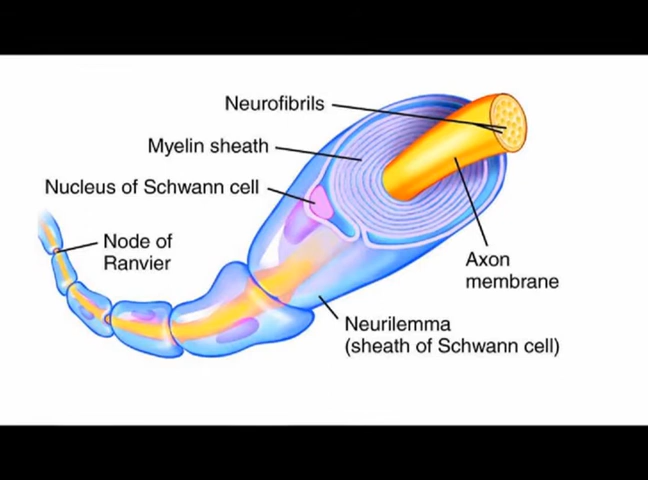 Neurofibrils
Myelin sheath
Nucleus of Schwann cell
Node of
Ranvier
Axon
membrane
Neurilemma
(sheath of Schwann cell)